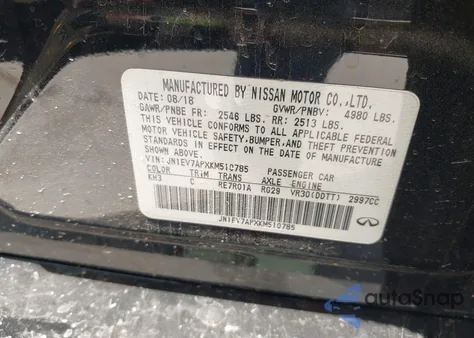 MANUFACTURED BY NISSAN MOTOR CO.,LTD.
DATE: 08/18 GVWR/PNBV: 4980 LBS.
GAWR/PNBE FR: 2546 LBS. RR: 2513 LBS.
THIS VEHICLE CONFORMS TO ALL APPLICABLE FEDERAL
MOTOR VEHICLE SAFETY, BUMPER, AND THEFT PREVENTION
STANDARDS IN EFFECT ON THE DATE OF MANUFACTURE
SHOWN ABOVE.
VIN: JN1EV7APXKM510785 PASSENGER CAR
COLOR TRIM TRANS AXLE ENGINE
KH3 C RE7R01A RG29 VR30(DDTT) 2997CC
JN1EV7APXKM510785
autoSnap